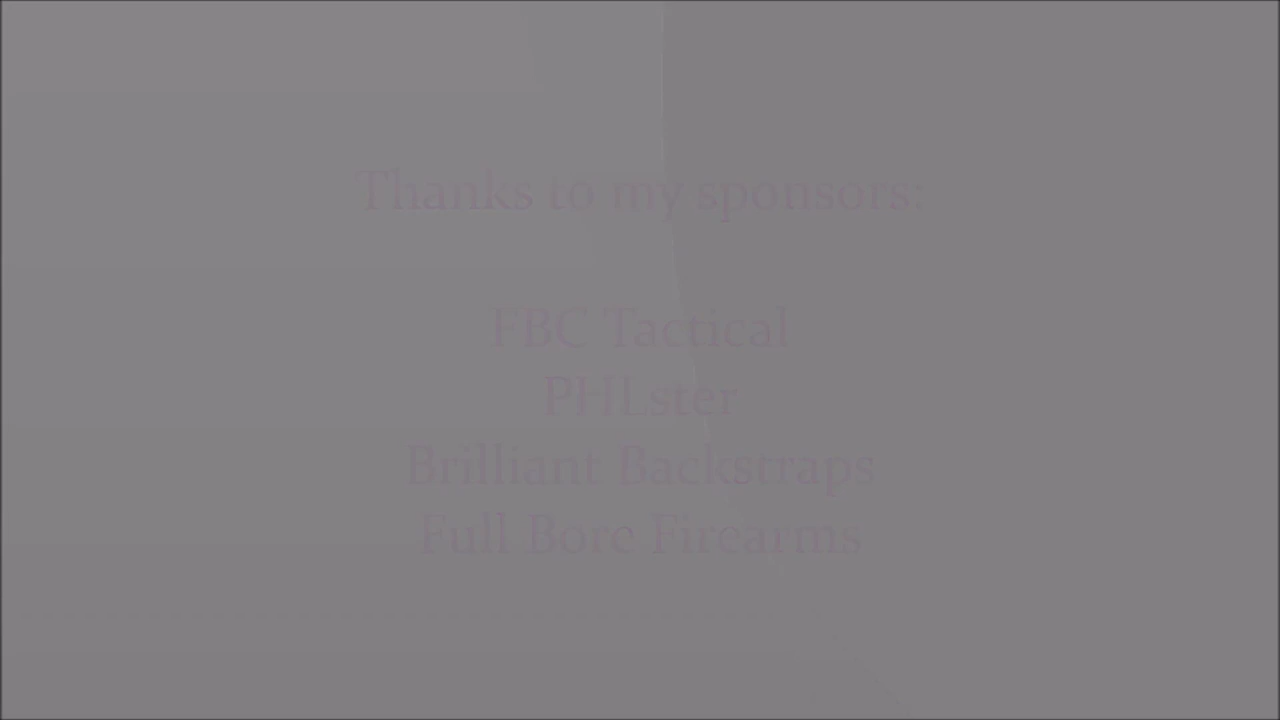 Thanks to my sponsors:
FBC Tactical
PHLster
Brilliant Backstraps
Full Bore Firearms